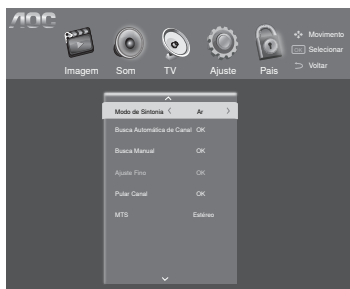 AOC
Movimento
OK Selecionar
Voltar
Imagem Som TV Ajuste Pais
Modo de Sintonia Ar
Busca Automática de Canal OK
Busca Manual OK
Ajuste Fino OK
Pular Canal OK
MTS Estéreo